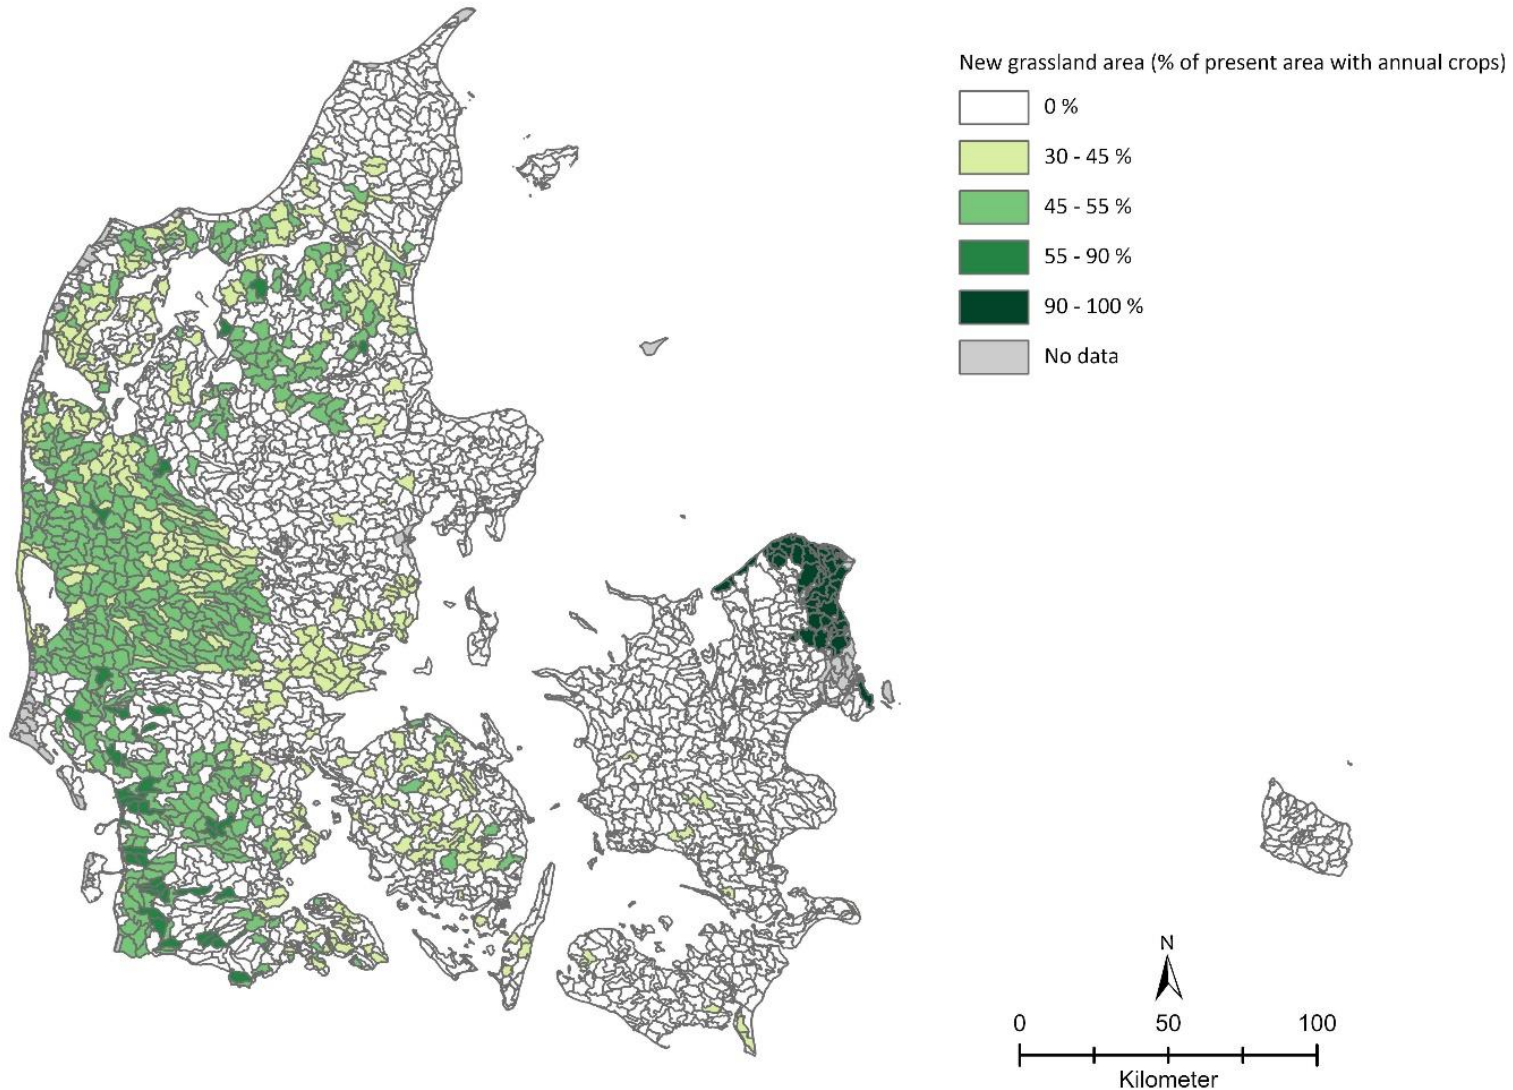 New grassland area (% of present area with annual crops)
0 %
30 - 45 %
45 - 55 %
55 - 90 %
90 - 100 %
No data
N
0 50 100
Kilometer